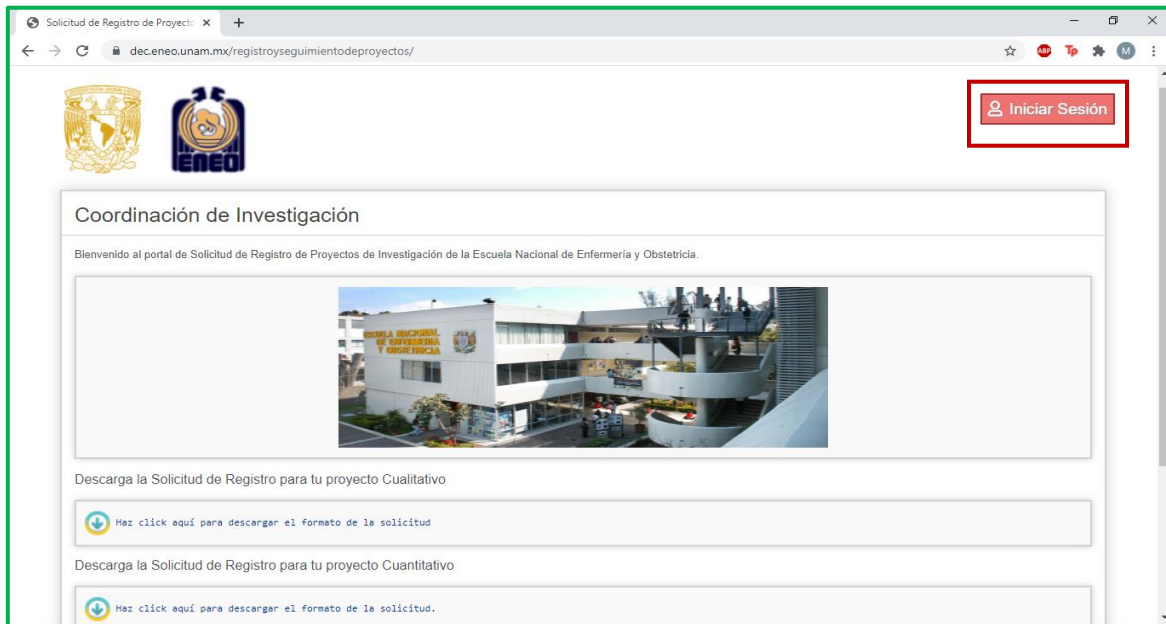 Solicitud de Registro de Proyecto
dec.eneo.unam.mx/registroyseguimientodeproyectos/
ABP
Tp
M
Iniciar Sesión
ENEO
Coordinación de Investigación
Bienvenido al portal de Solicitud de Registro de Proyectos de Investigación de la Escuela Nacional de Enfermería y Obstetricia.
ESCUELA NACIONAL
DE ENFERMERIA
Y OBSTETRICIA
Descarga la Solicitud de Registro para tu proyecto Cualitativo
Haz click aquí para descargar el formato de la solicitud
Descarga la Solicitud de Registro para tu proyecto Cuantitativo
Haz click aquí para descargar el formato de la solicitud.